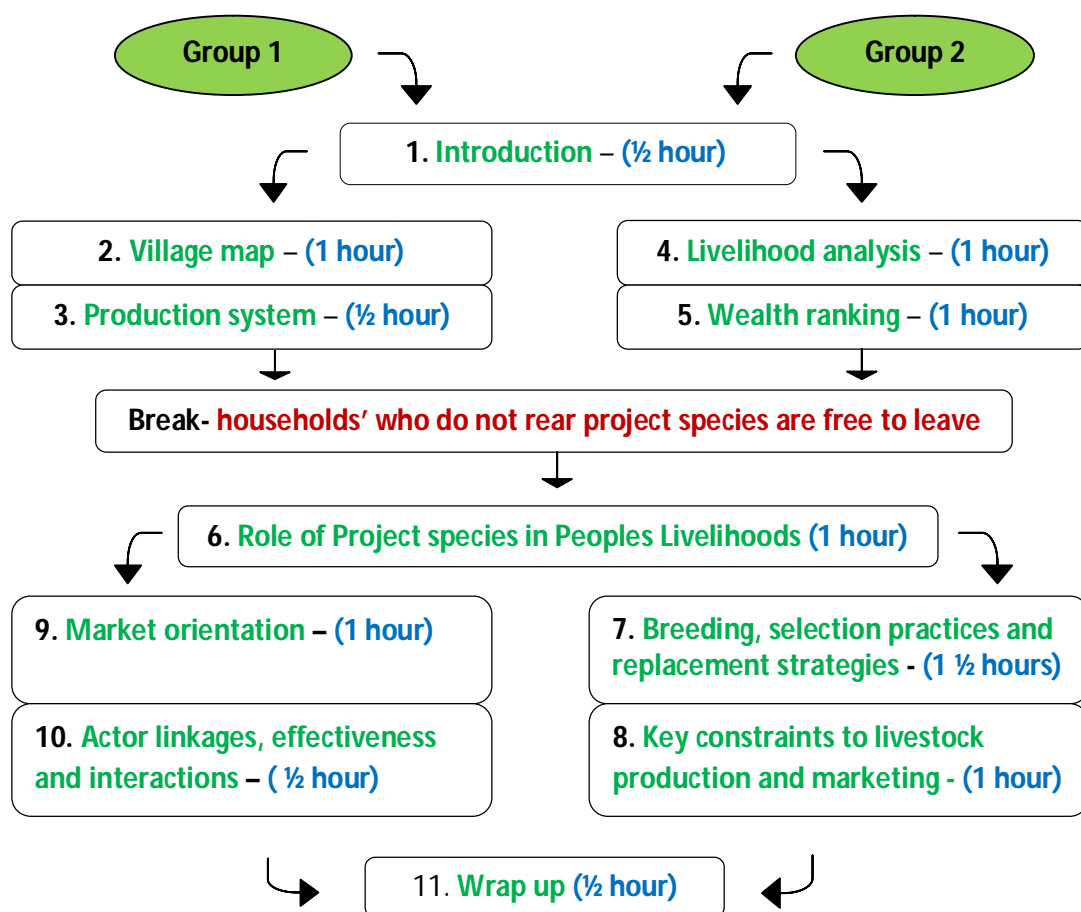 Group 1
Group 2
1. Introduction – (½ hour)
2. Village map – (1 hour)
3. Production system – (½ hour)
4. Livelihood analysis – (1 hour)
5. Wealth ranking – (1 hour)
Break- households’ who do not rear project species are free to leave
6. Role of Project species in Peoples Livelihoods (1 hour)
9. Market orientation – (1 hour)
10. Actor linkages, effectiveness
and interactions – ( ½ hour)
7. Breeding, selection practices and
replacement strategies - (1 ½ hours)
8. Key constraints to livestock
production and marketing - (1 hour)
11. Wrap up (½ hour)